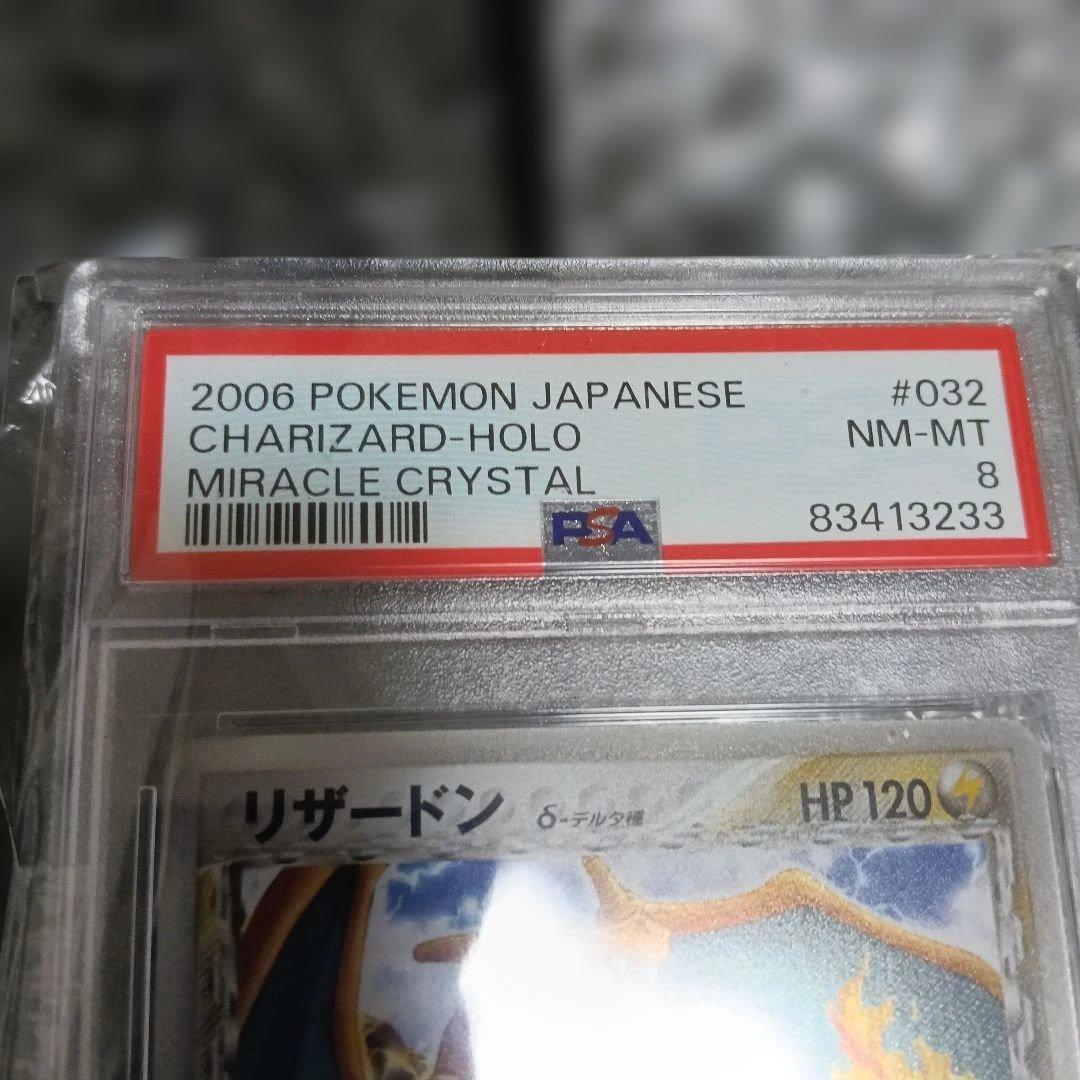 2006 POKEMON JAPANESE #032
CHARIZARD-HOLO NM-MT
MIRACLE CRYSTAL 8
PSA 83413233
リザードン δ-デルタ種 HP 120